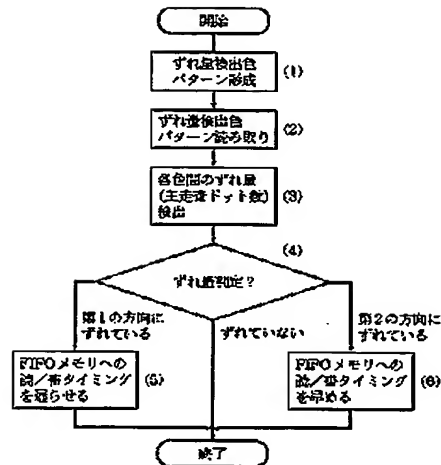 開始
ずれ量検出色
パターン形成
(1)
ずれ量検出色
パターン読み取り
(2)
各色間のずれ量
(主走査ドット数)
検出
(3)
(4)
ずれ量判定?
第1の方向に
ずれている
ずれていない
第2の方向に
ずれている
FIFOメモリへの
読/書タイミング
を遅らせる
(5)
FIFOメモリへの
読/書タイミング
を早める
(6)
終了